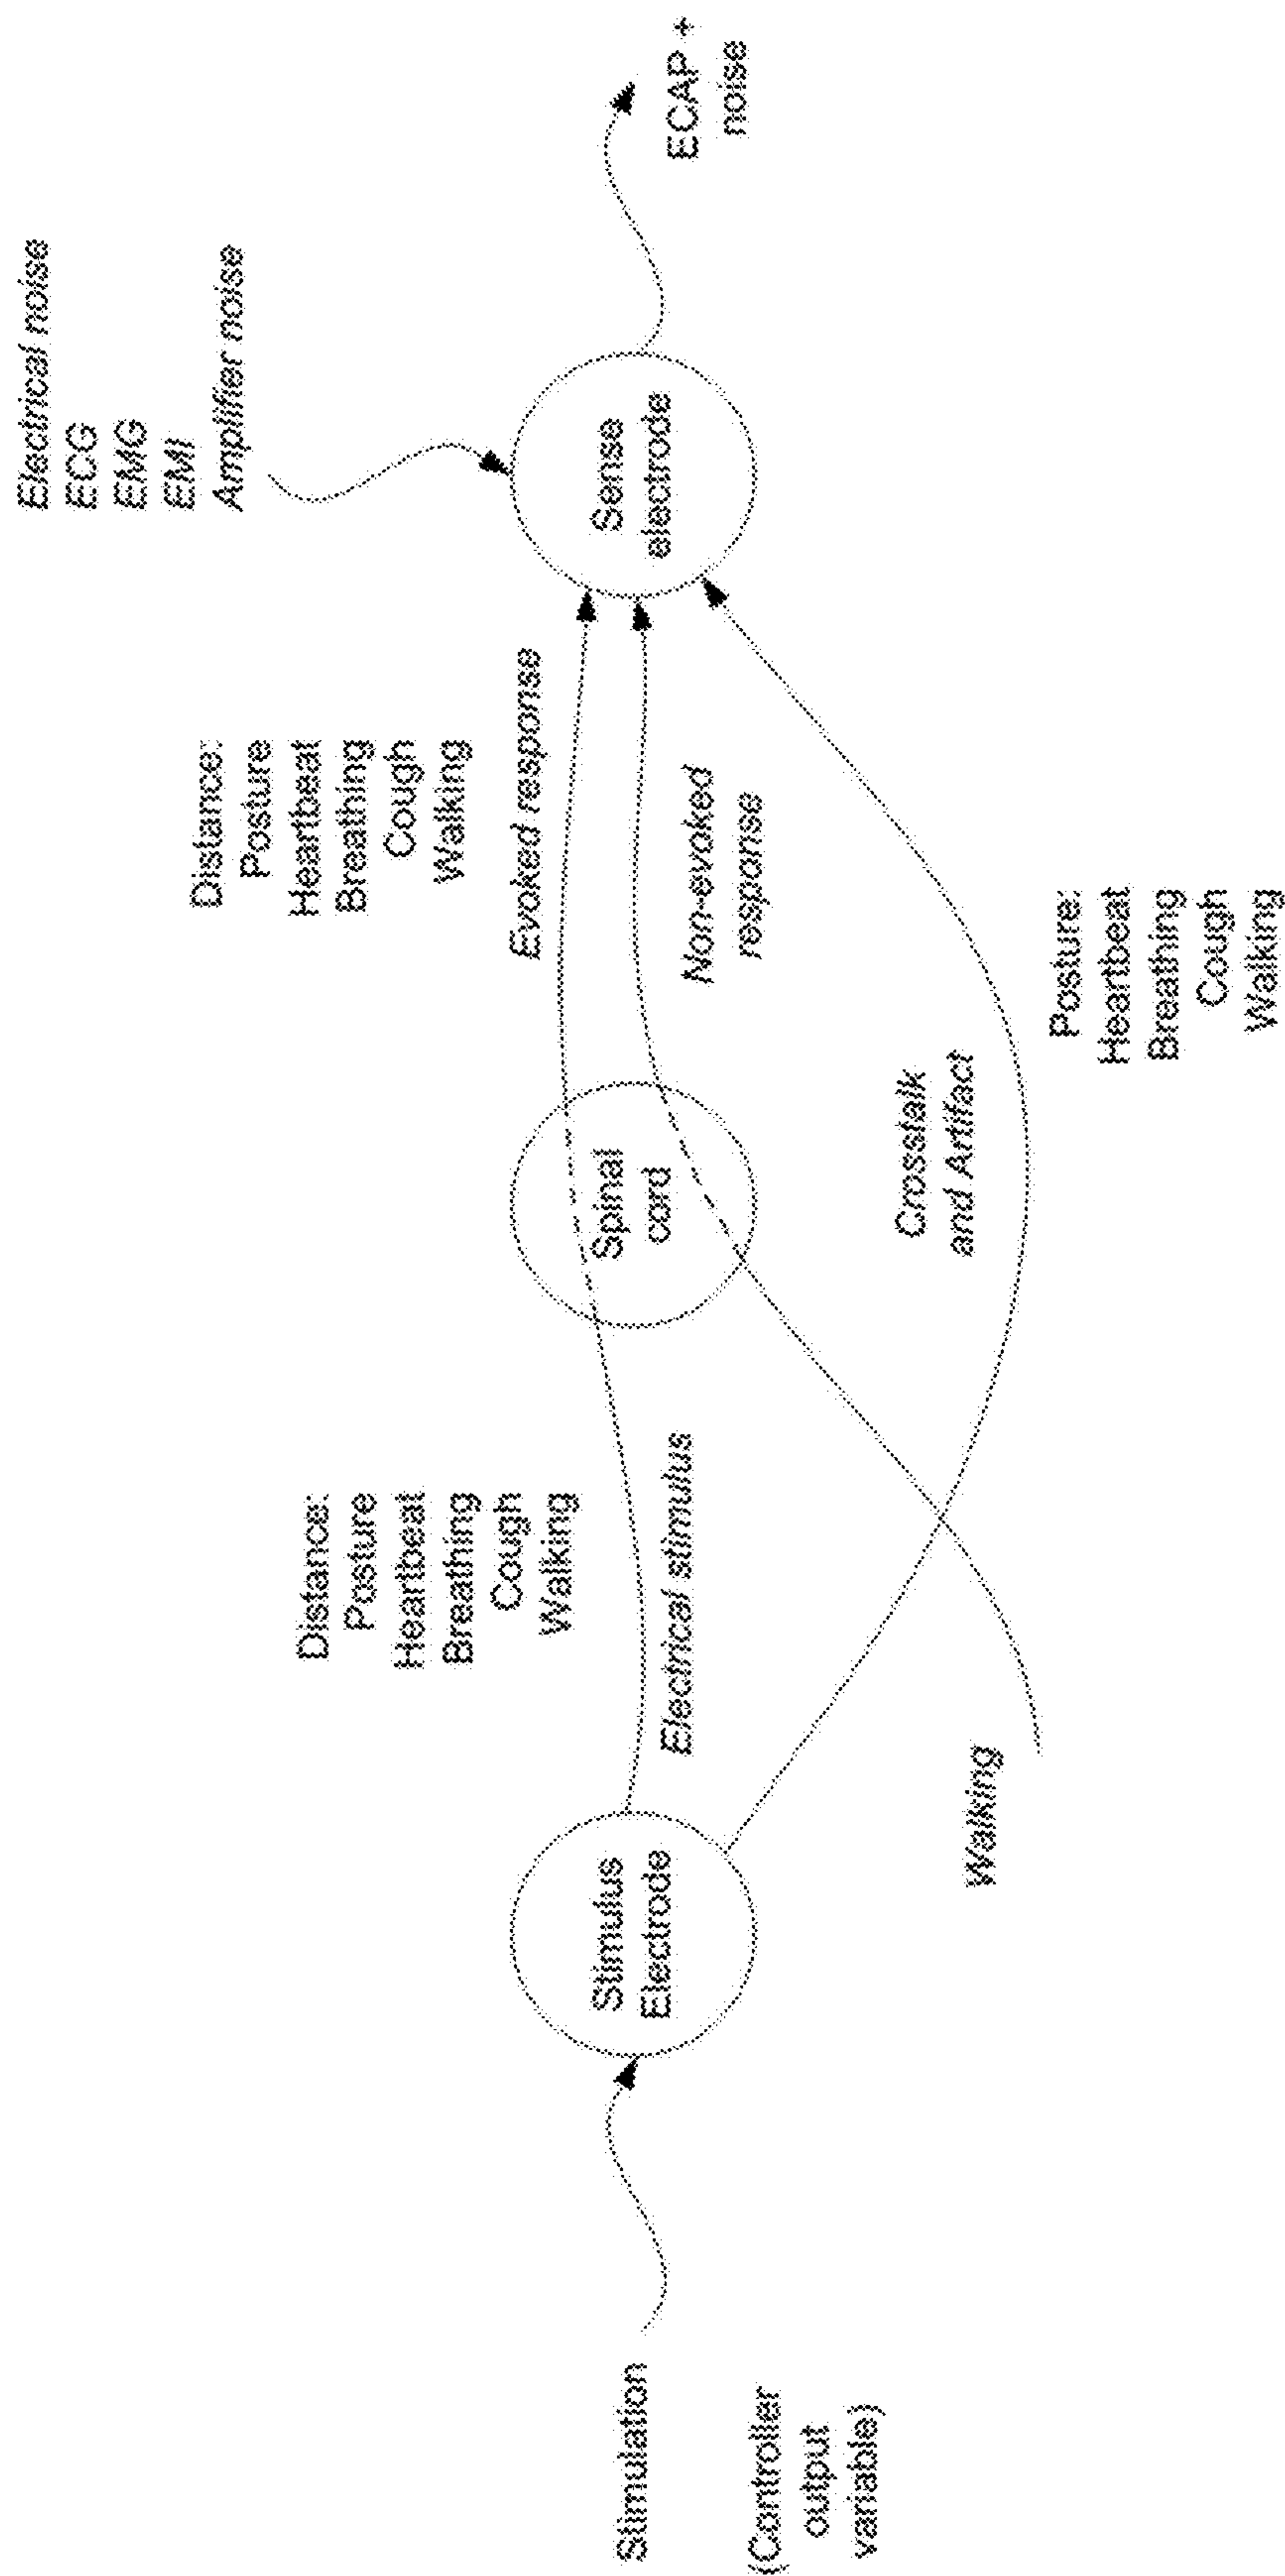 Stimulation
(Controller
output
variable)
Stimulus
Electrode
Distance:
Posture
Heartbeat
Breathing
Cough
Walking
Electrical stimulus
Walking
Spinal
cord
Crosstalk
and Artifact
Distance:
Posture
Heartbeat
Breathing
Cough
Walking
Evoked response
Non-evoked
response
Posture:
Heartbeat
Breathing
Cough
Walking
Electrical noise
ECG
EMG
EMI
Amplifier noise
Sense
electrode
ECAP +
noise